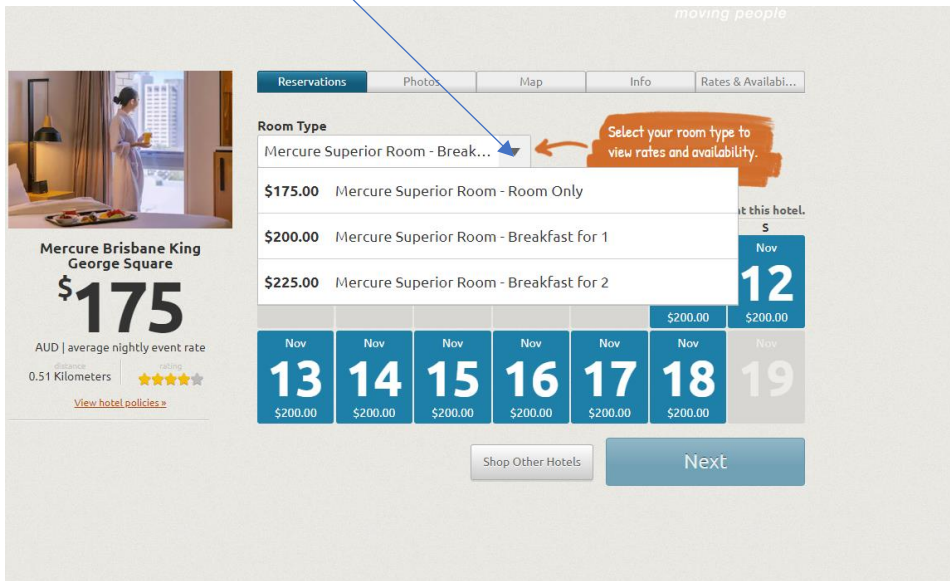 moving people
Reservations
Photos
Map
Info
Rates & Availabi...
Room Type
Mercure Superior Room - Break...
Select your room type to
view rates and availability.
$175.00 Mercure Superior Room - Room Only
$200.00 Mercure Superior Room - Breakfast for 1
$225.00 Mercure Superior Room - Breakfast for 2
at this hotel.
S
Nov
12
$200.00
$200.00
Mercure Brisbane King
George Square
$175
AUD | average nightly event rate
distance
0.51 Kilometers
rating
View hotel policies »
Nov Nov Nov Nov Nov Nov Nov
13 14 15 16 17 18 19
$200.00 $200.00 $200.00 $200.00 $200.00 $200.00
Shop Other Hotels
Next